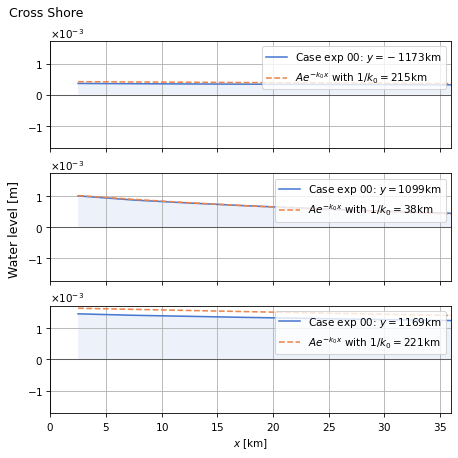 Cross Shore
×10⁻³
1
0
−1
Case exp 00: y = − 1173km
Ae^{−k₀x} with 1/k₀ = 215km
Water level [m]
×10⁻³
1
0
−1
Case exp 00: y = 1099km
Ae^{−k₀x} with 1/k₀ = 38km
×10⁻³
1
0
−1
Case exp 00: y = 1169km
Ae^{−k₀x} with 1/k₀ = 221km
0 5 10 15 20 25 30 35
x [km]